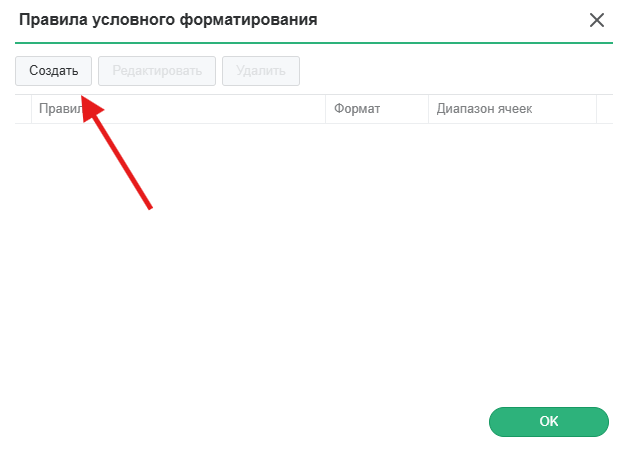 Правила условного форматирования
Создать Редактировать Удалить
Правил Формат Диапазон ячеек
OK